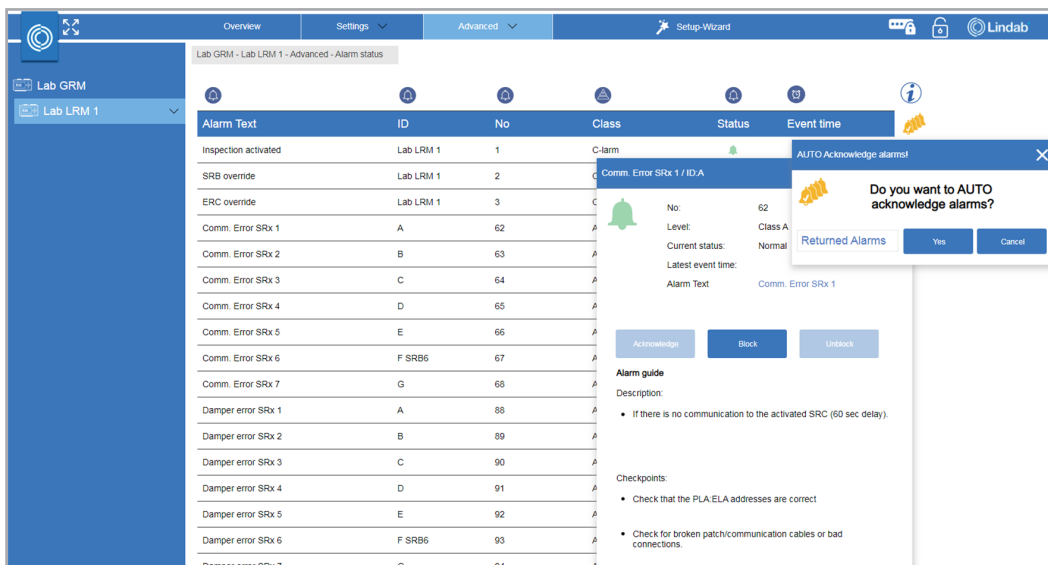 Overview Settings Advanced Setup-Wizard Lindab
Lab GRM - Lab LRM 1 - Advanced - Alarm status
Lab GRM
Lab LRM 1
Alarm Text ID No Class Status Event time
Inspection activated Lab LRM 1 1 C-larm
SRB override Lab LRM 1 2
ERC override Lab LRM 1 3
Comm. Error SRx 1 A 62
Comm. Error SRx 2 B 63
Comm. Error SRx 3 C 64
Comm. Error SRx 4 D 65
Comm. Error SRx 5 E 66
Comm. Error SRx 6 F SRB6 67
Comm. Error SRx 7 G 68
Damper error SRx 1 A 88
Damper error SRx 2 B 89
Damper error SRx 3 C 90
Damper error SRx 4 D 91
Damper error SRx 5 E 92
Damper error SRx 6 F SRB6 93
Comm. Error SRx 1 / ID:A
No: 62
Level: Class A
Current status: Normal
Latest event time:
Alarm Text Comm. Error SRx 1
Acknowledge Block Unblock
Alarm guide
Description:
• If there is no communication to the activated SRC (60 sec delay).
Checkpoints:
• Check that the PLA:ELA addresses are correct
• Check for broken patch/communication cables or bad
connections.
AUTO Acknowledge alarms!
Do you want to AUTO
acknowledge alarms?
Returned Alarms Yes Cancel